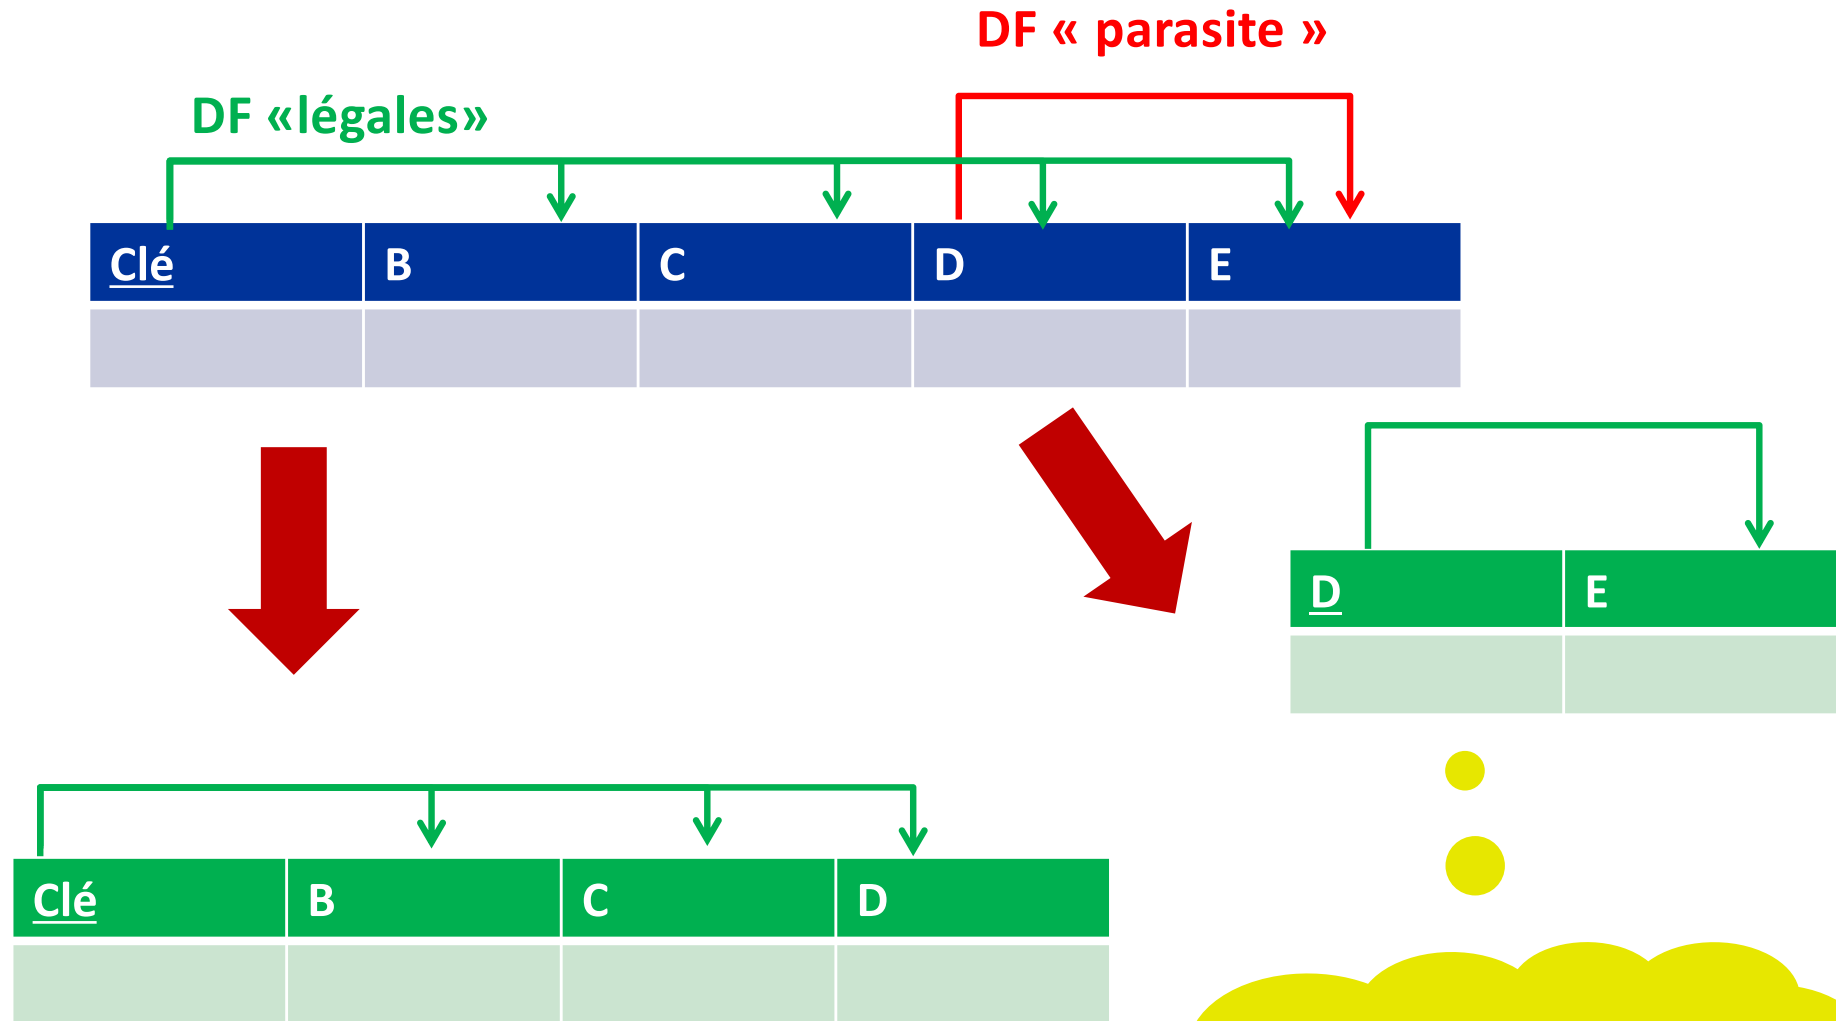 DF « parasite »
DF «légales»
Clé B C D E
D E
Clé B C D